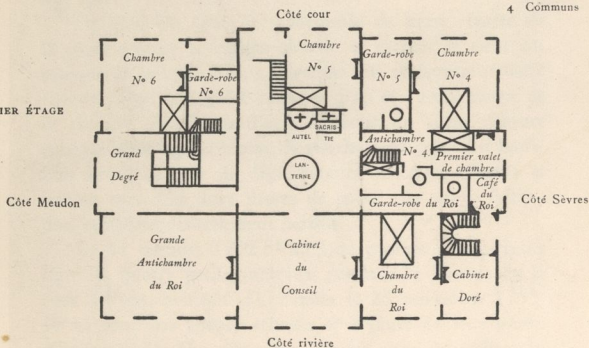 4 Communs
Côté cour
Chambre
N° 6
Garde-robe
N° 6
Chambre
N° 5
Garde-robe
N° 5
Chambre
N° 4
IER ÉTAGE
AUTEL
SACRIS-
TIE
Grand
Degré
LAN-
TERNE
Antichambre
N° 4
Premier valet
de chambre
Café
du
Roi
Garde-robe du Roi
Côté Meudon
Côté Sèvres
Grande
Antichambre
du Roi
Cabinet
du
Conseil
Chambre
du
Roi
Cabinet
Doré
Côté rivière